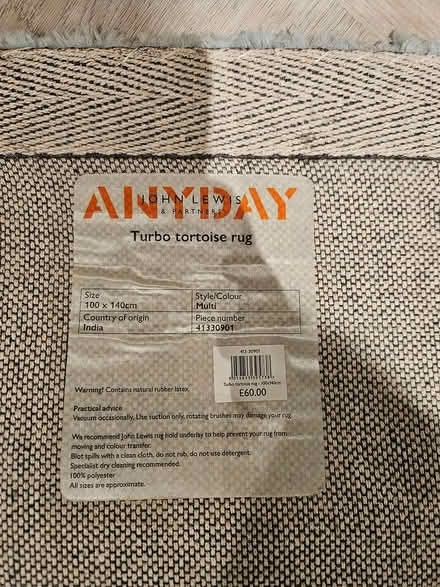 ANYDAY
JOHN LEWIS
& PARTNERS
Turbo tortoise rug
Size
100 x 140cm
Style/Colour
Multi
Country of origin
India
Piece number
41330901
413 30901
Turbo tortoise rug - 100x140cm
£60.00
Warning! Contains natural rubber latex.
Practical advice
Vacuum occasionally. Use suction only, rotating brushes may damage your rug.
We recommend John Lewis rug hold underlay to help prevent your rug from
moving and colour transfer.
Blot spills with a clean cloth, do not rub, do not use detergent.
Specialist dry cleaning recommended.
100% polyester
All sizes are approximate.